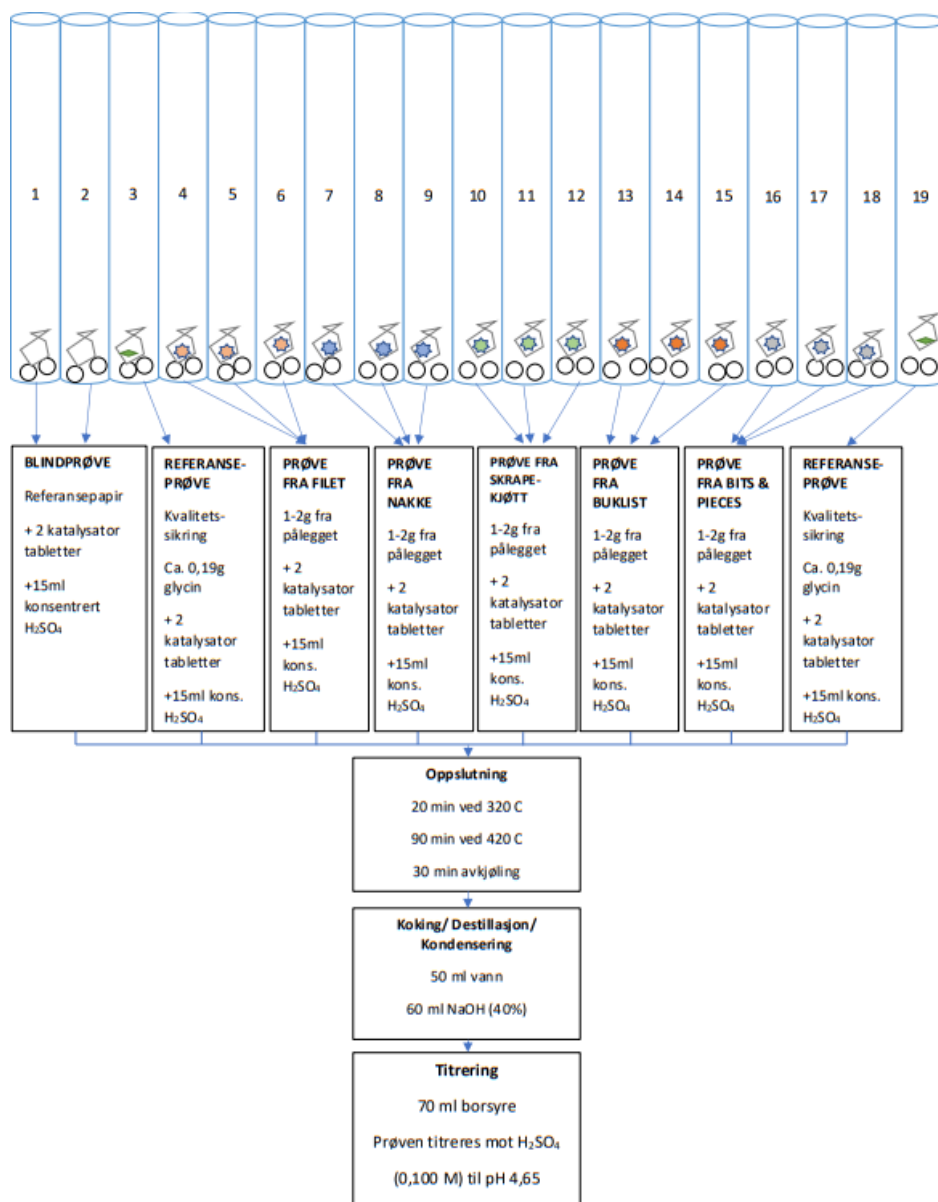 1 2 3 4 5 6 7 8 9 10 11 12 13 14 15 16 17 18 19
BLINDPRØVE
Referansepapir
+ 2 katalysator
tabletter
+15ml
konsentrert
H₂SO₄
REFERANSE-
PRØVE
Kvalitets-
sikring
Ca. 0,19g
glycin
+ 2
katalysator
tabletter
+15ml kons.
H₂SO₄
PRØVE
FRA FILET
1-2g fra
pålegget
+ 2
katalysator
tabletter
+15ml
kons.
H₂SO₄
PRØVE
FRA
NAKKE
1-2g fra
pålegget
+ 2
katalysator
tabletter
+15ml
kons.
H₂SO₄
PRØVE FRA
SKRAPE-
KJØTT
1-2g fra
pålegget
+ 2
katalysator
tabletter
+15ml
kons.
H₂SO₄
PRØVE
FRA
BUKLIST
1-2g fra
pålegget
+ 2
katalysator
tabletter
+15ml
kons.
H₂SO₄
PRØVE
FRA BITS &
PIECES
1-2g fra
pålegget
+ 2
katalysator
tabletter
+15ml
kons.
H₂SO₄
REFERANSE-
PRØVE
Kvalitets-
sikring
Ca. 0,19g
glycin
+ 2
katalysator
tabletter
+15ml kons.
H₂SO₄
Oppslutning
20 min ved 320 C
90 min ved 420 C
30 min avkjøling
Koking/ Destillasjon/
Kondensering
50 ml vann
60 ml NaOH (40%)
Titrering
70 ml borsyre
Prøven titreres mot H₂SO₄
(0,100 M) til pH 4,65